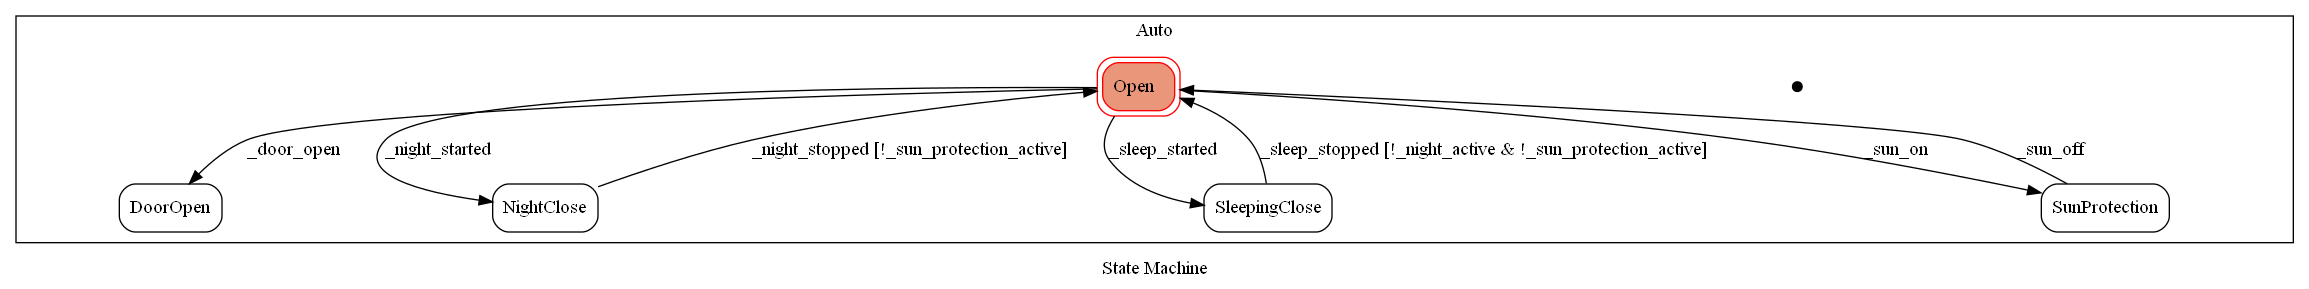 Auto
Open
_door_open
_night_started
_night_stopped [!_sun_protection_active]
_sleep_started
_sleep_stopped [!_night_active & !_sun_protection_active]
_sun_on
_sun_off
DoorOpen
NightClose
SleepingClose
SunProtection
State Machine